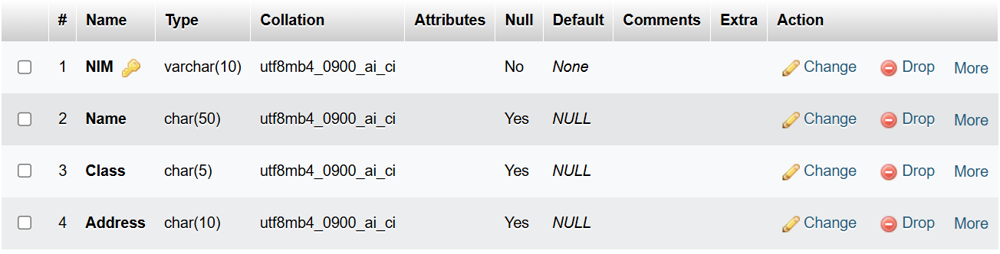 # Name Type Collation Attributes Null Default Comments Extra Action
1 NIM varchar(10) utf8mb4_0900_ai_ci No None Change Drop More
2 Name char(50) utf8mb4_0900_ai_ci Yes NULL Change Drop More
3 Class char(5) utf8mb4_0900_ai_ci Yes NULL Change Drop More
4 Address char(10) utf8mb4_0900_ai_ci Yes NULL Change Drop More